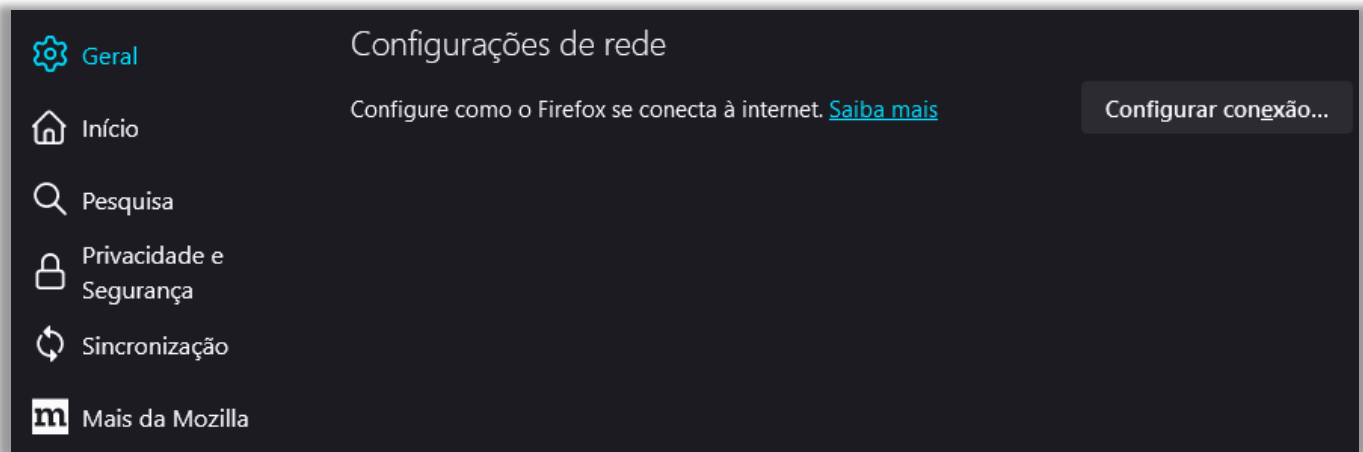 Geral
Início
Pesquisa
Privacidade e
Segurança
Sincronização
m Mais da Mozilla
Configurações de rede
Configure como o Firefox se conecta à internet. Saiba mais
Configurar conexão...